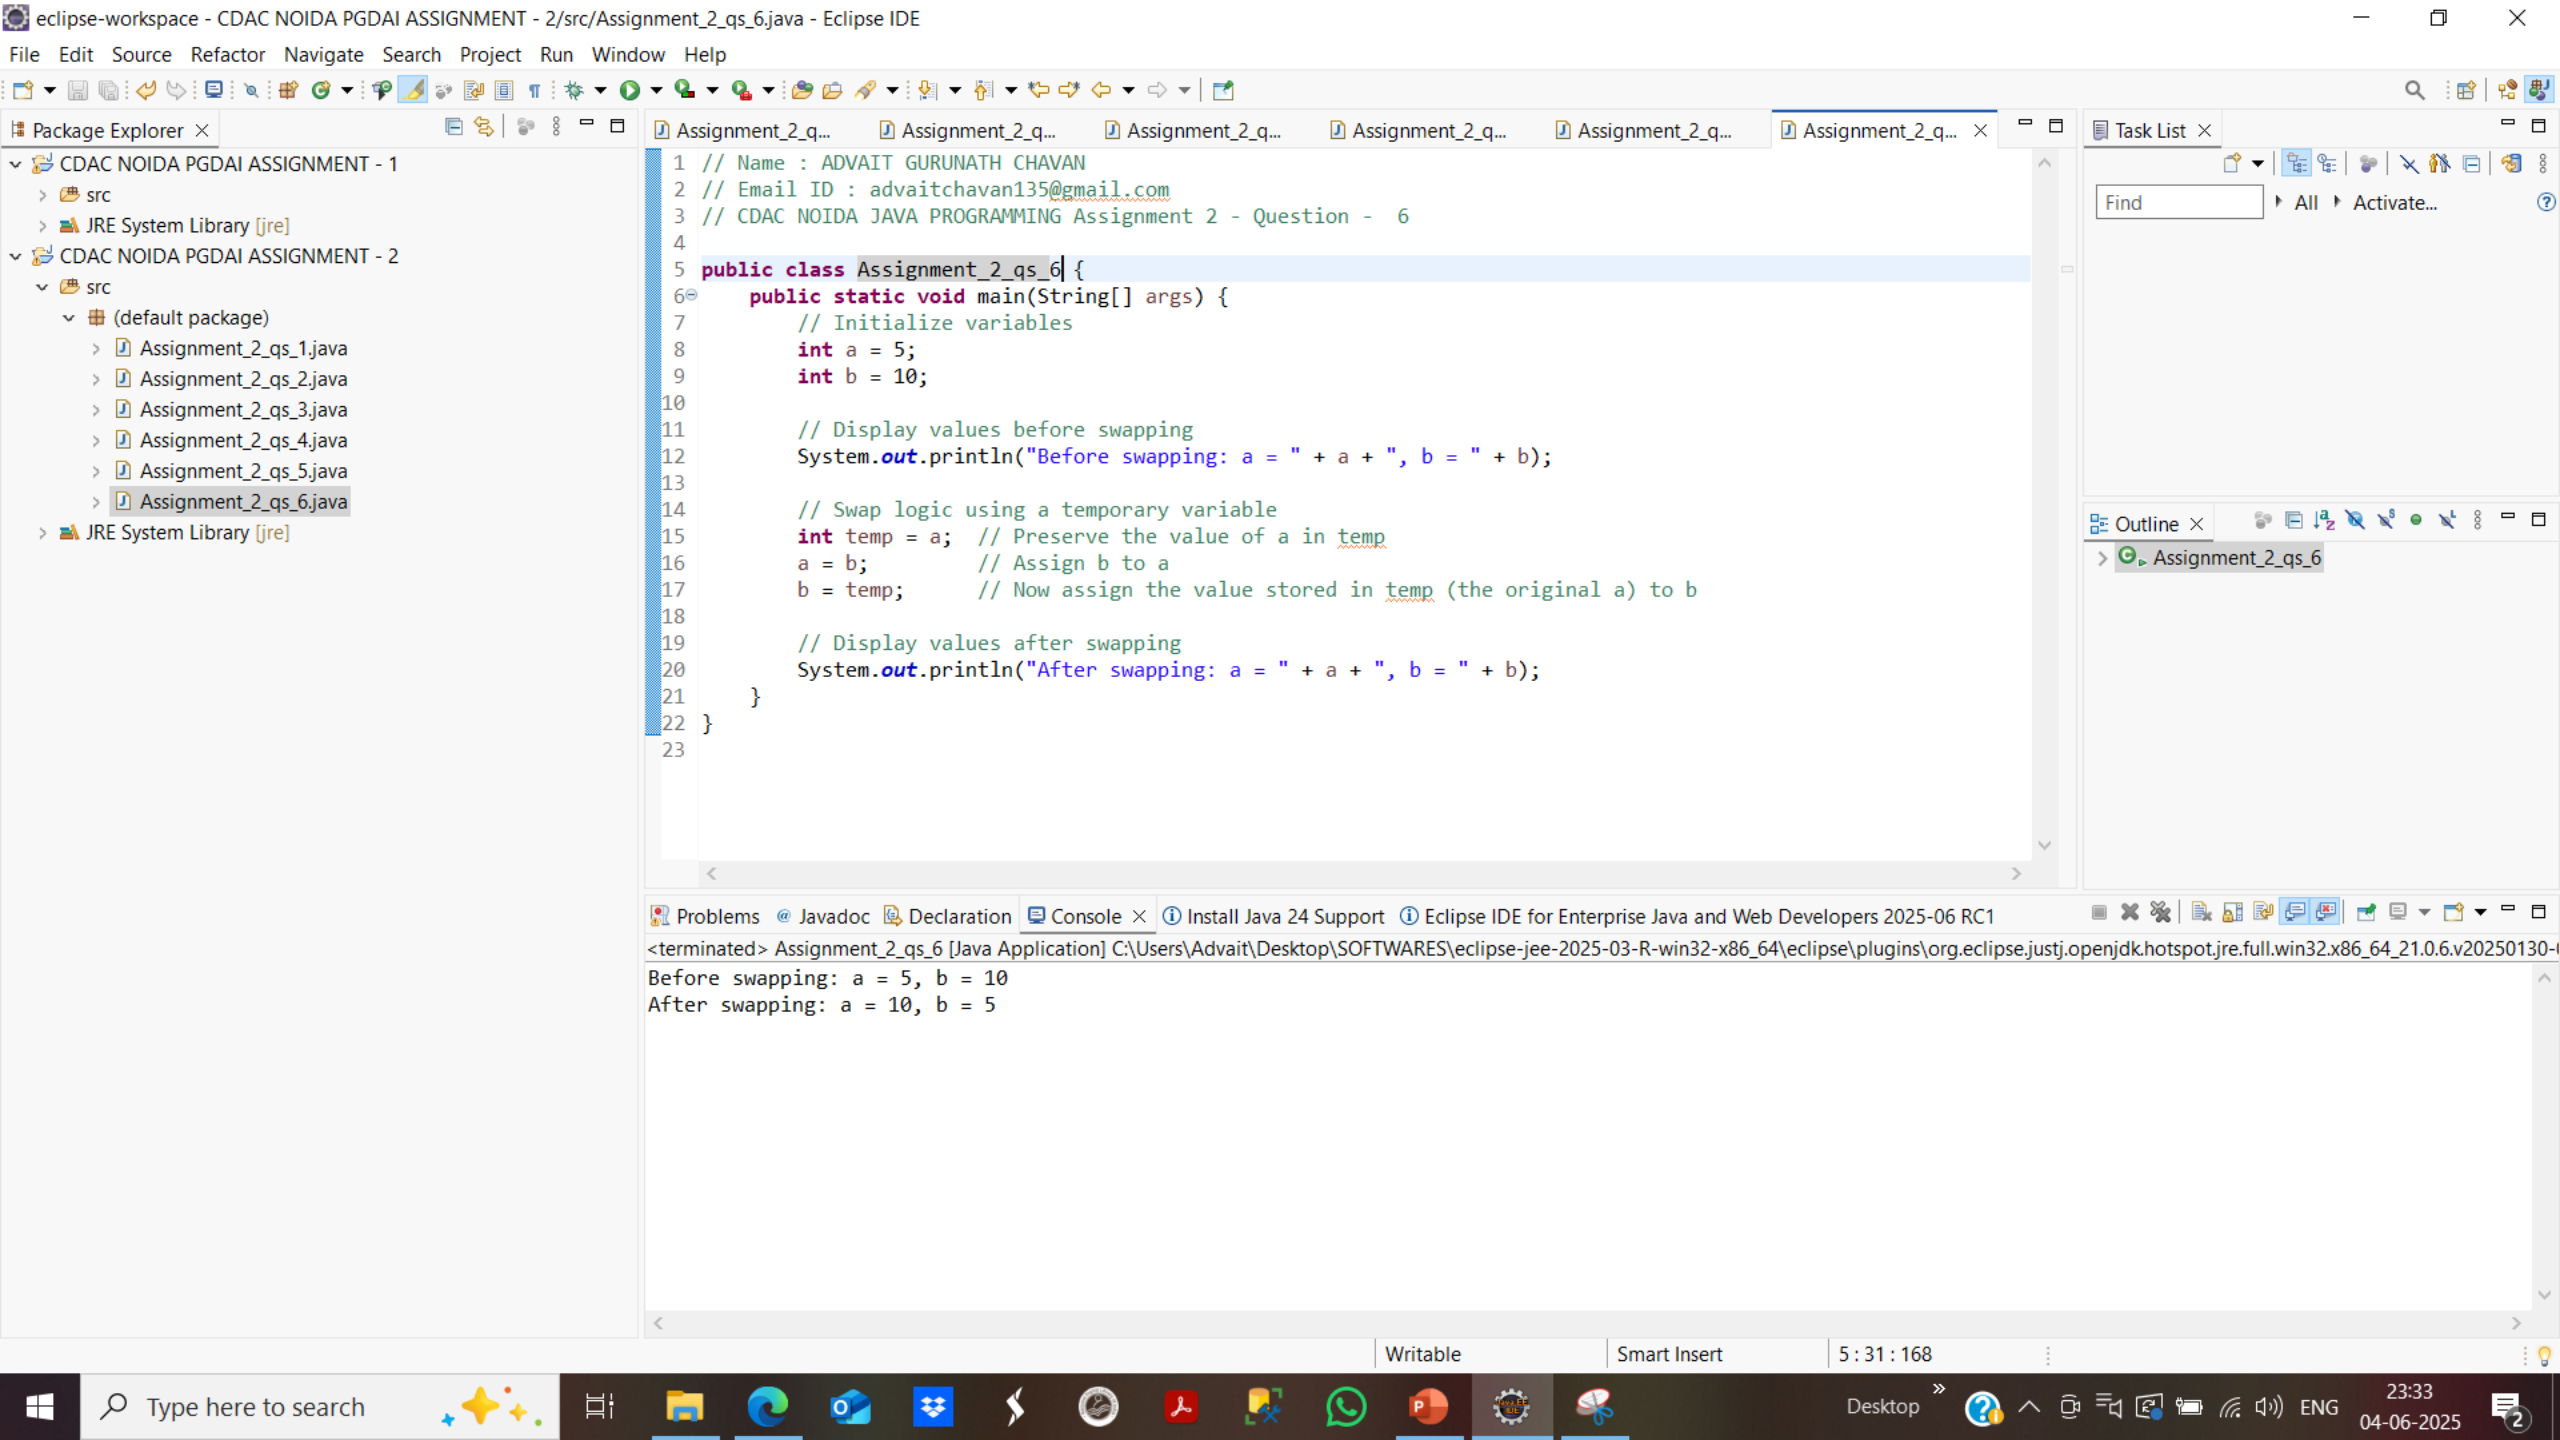 eclipse-workspace - CDAC NOIDA PGDAI ASSIGNMENT - 2/src/Assignment_2_qs_6.java - Eclipse IDE
File Edit Source Refactor Navigate Search Project Run Window Help
Package Explorer
CDAC NOIDA PGDAI ASSIGNMENT - 1
src
JRE System Library [jre]
CDAC NOIDA PGDAI ASSIGNMENT - 2
src
(default package)
Assignment_2_qs_1.java
Assignment_2_qs_2.java
Assignment_2_qs_3.java
Assignment_2_qs_4.java
Assignment_2_qs_5.java
Assignment_2_qs_6.java
JRE System Library [jre]
Assignment_2_q... Assignment_2_q... Assignment_2_q... Assignment_2_q... Assignment_2_q... Assignment_2_q...
1 // Name : ADVAIT GURUNATH CHAVAN
2 // Email ID : advaitchavan135@gmail.com
3 // CDAC NOIDA JAVA PROGRAMMING Assignment 2 - Question -  6
4
5 public class Assignment_2_qs_6 {
6     public static void main(String[] args) {
7         // Initialize variables
8         int a = 5;
9         int b = 10;
10
11         // Display values before swapping
12         System.out.println("Before swapping: a = " + a + ", b = " + b);
13
14         // Swap logic using a temporary variable
15         int temp = a;  // Preserve the value of a in temp
16         a = b;         // Assign b to a
17         b = temp;      // Now assign the value stored in temp (the original a) to b
18
19         // Display values after swapping
20         System.out.println("After swapping: a = " + a + ", b = " + b);
21     }
22 }
23
Task List
Find All Activate...
Outline
Assignment_2_qs_6
Problems @ Javadoc Declaration Console Install Java 24 Support Eclipse IDE for Enterprise Java and Web Developers 2025-06 RC1
<terminated> Assignment_2_qs_6 [Java Application] C:\Users\Advait\Desktop\SOFTWARES\eclipse-jee-2025-03-R-win32-x86_64\eclipse\plugins\org.eclipse.justj.openjdk.hotspot.jre.full.win32.x86_64_21.0.6.v20250130-
Before swapping: a = 5, b = 10
After swapping: a = 10, b = 5
Writable Smart Insert 5 : 31 : 168
Type here to search
Desktop ENG 23:33
04-06-2025
2